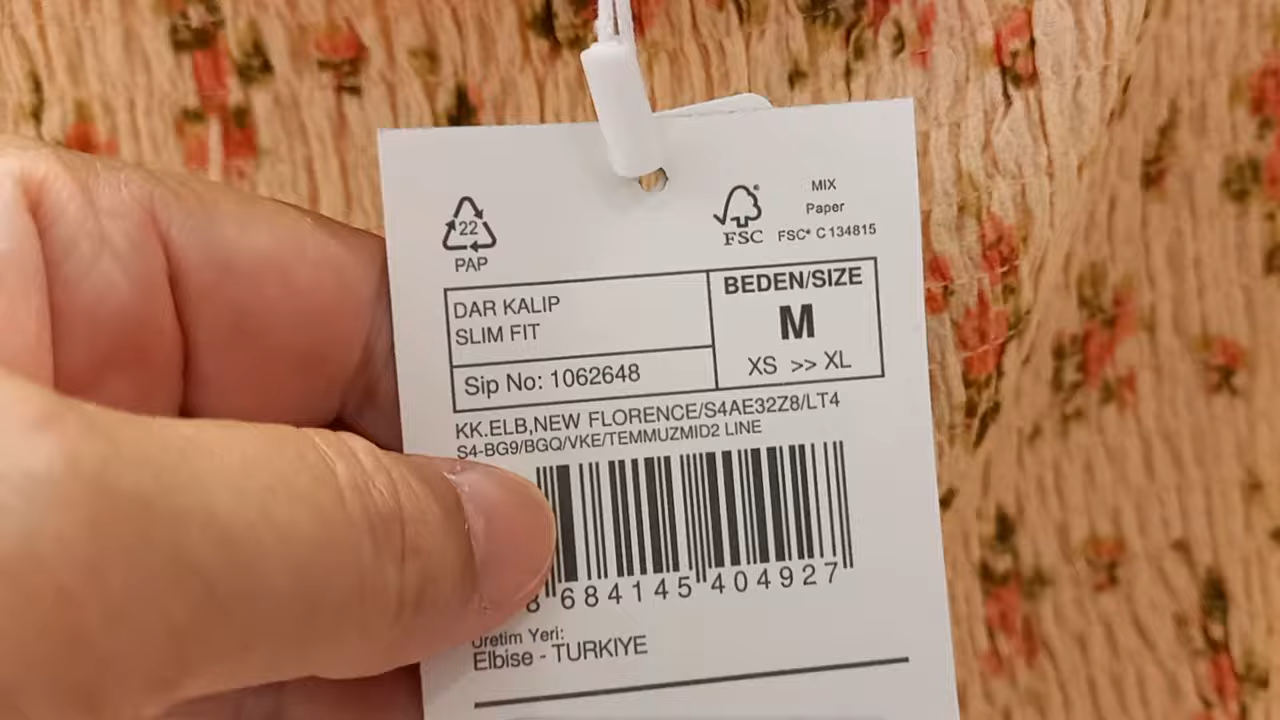 22
PAP
FSC®
MIX
Paper
FSC® C134815
DAR KALIP
SLIM FIT
BEDEN/SIZE
M
XS >> XL
Sip No: 1062648
KK.ELB,NEW FLORENCE/S4AE32Z8/LT4
S4-BG9/BGQ/VKE/TEMMUZMID2 LINE
8 684145 404927
Üretim Yeri:
Elbise - TURKIYE